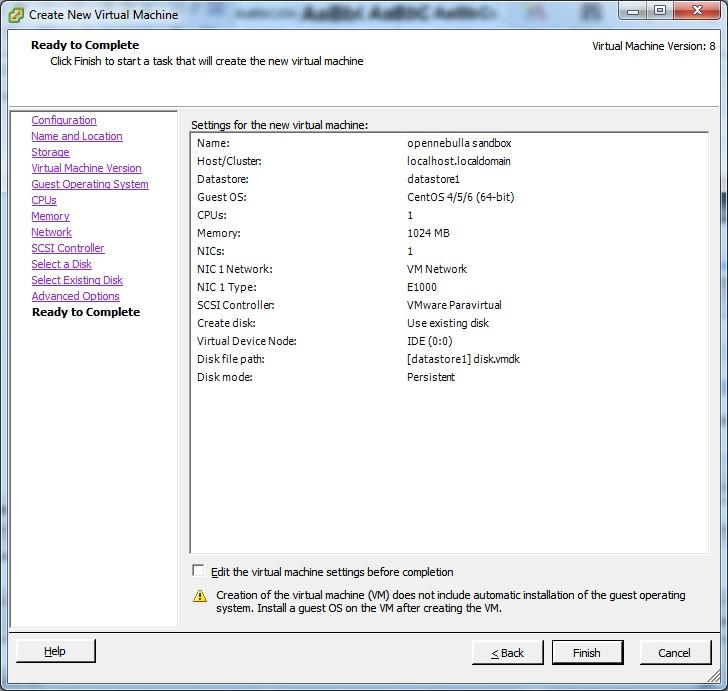 Create New Virtual Machine
Ready to Complete
Click Finish to start a task that will create the new virtual machine
Virtual Machine Version: 8
Configuration
Name and Location
Storage
Virtual Machine Version
Guest Operating System
CPUs
Memory
Network
SCSI Controller
Select a Disk
Select Existing Disk
Advanced Options
Ready to Complete
Settings for the new virtual machine:
Name: opennebulla sandbox
Host/Cluster: localhost.localdomain
Datastore: datastore1
Guest OS: CentOS 4/5/6 (64-bit)
CPUs: 1
Memory: 1024 MB
NICs: 1
NIC 1 Network: VM Network
NIC 1 Type: E1000
SCSI Controller: VMware Paravirtual
Create disk: Use existing disk
Virtual Device Node: IDE (0:0)
Disk file path: [datastore1] disk.vmdk
Disk mode: Persistent
Edit the virtual machine settings before completion
Creation of the virtual machine (VM) does not include automatic installation of the guest operating
system. Install a guest OS on the VM after creating the VM.
Help
< Back
Finish
Cancel